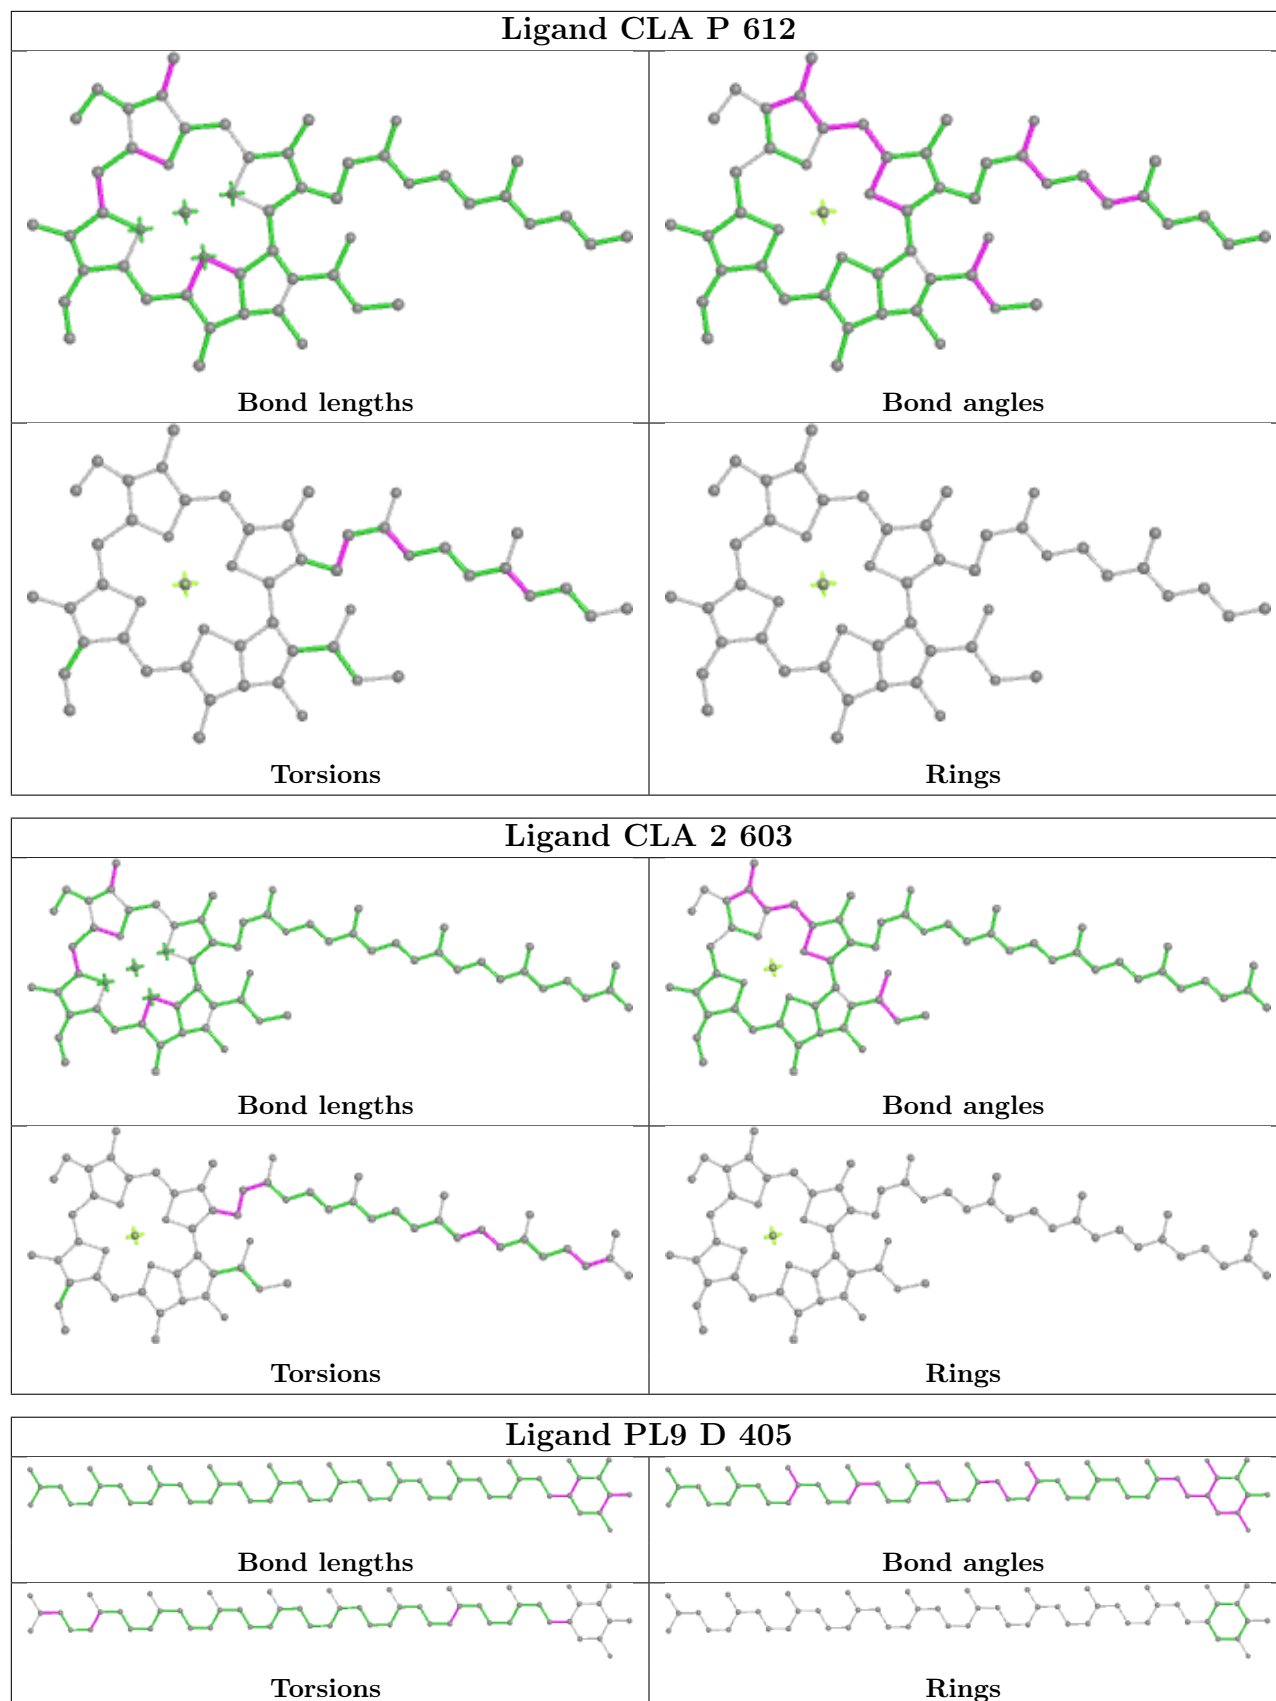 Ligand CLA P 612
Bond lengths
Bond angles
Torsions
Rings
Ligand CLA 2 603
Bond lengths
Bond angles
Torsions
Rings
Ligand PL9 D 405
Bond lengths
Bond angles
Torsions
Rings